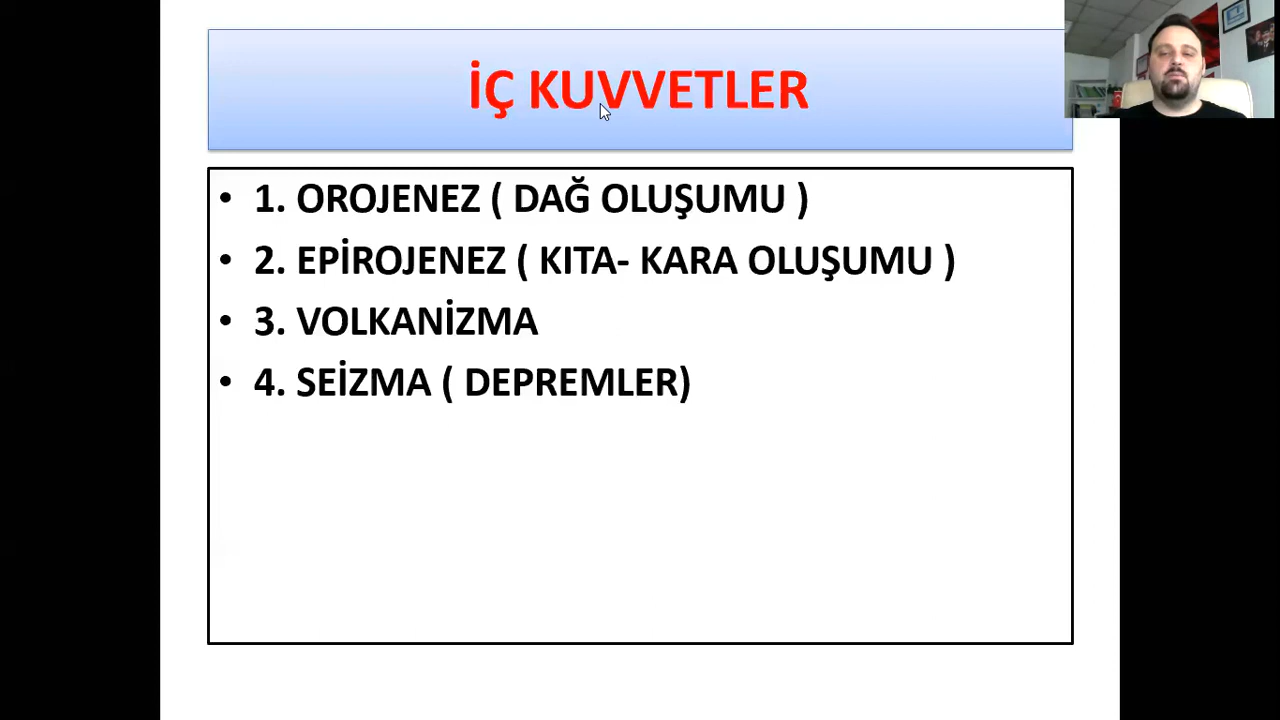 İÇ KUVVETLER
• 1. OROJENEZ ( DAĞ OLUŞUMU )
• 2. EPİROJENEZ ( KITA- KARA OLUŞUMU )
• 3. VOLKANİZMA
• 4. SEİZMA ( DEPREMLER)